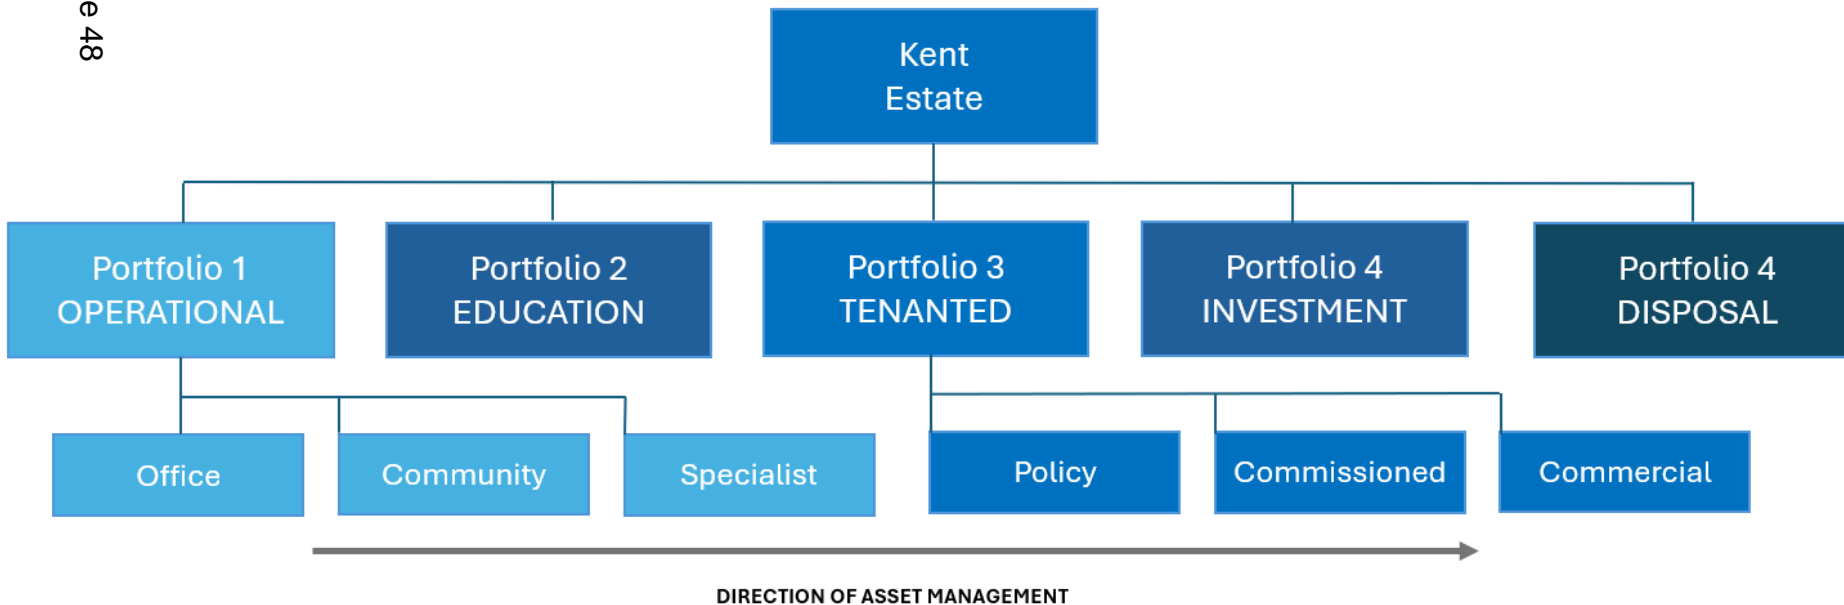 e 48
Kent
Estate
Portfolio 1
OPERATIONAL
Portfolio 2
EDUCATION
Portfolio 3
TENANTED
Portfolio 4
INVESTMENT
Portfolio 4
DISPOSAL
Office
Community
Specialist
Policy
Commissioned
Commercial
DIRECTION OF ASSET MANAGEMENT